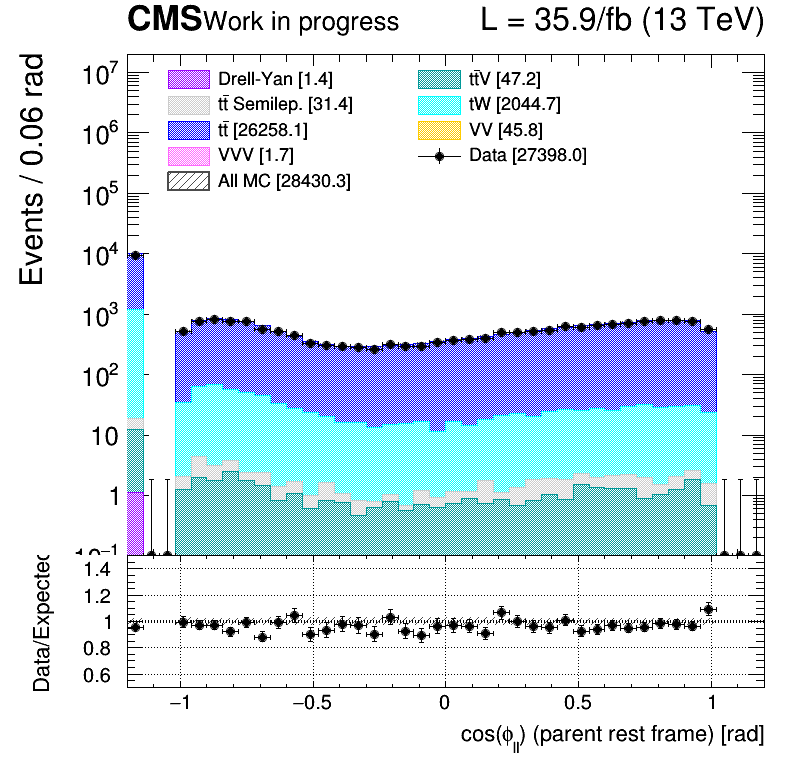 CMS Work in progress L = 35.9/fb (13 TeV)
Events / 0.06 rad
Drell-Yan [1.4]
tt̄ Semilep. [31.4]
tt̄ [26258.1]
VVV [1.7]
All MC [28430.3]
tt̄V [47.2]
tW [2044.7]
VV [45.8]
Data [27398.0]
10⁷
10⁶
10⁵
10⁴
10³
10²
10
1
10⁻¹
Data/Expected
1.4
1.2
1
0.8
0.6
−1 −0.5 0 0.5 1
cos(ϕ_ll) (parent rest frame) [rad]